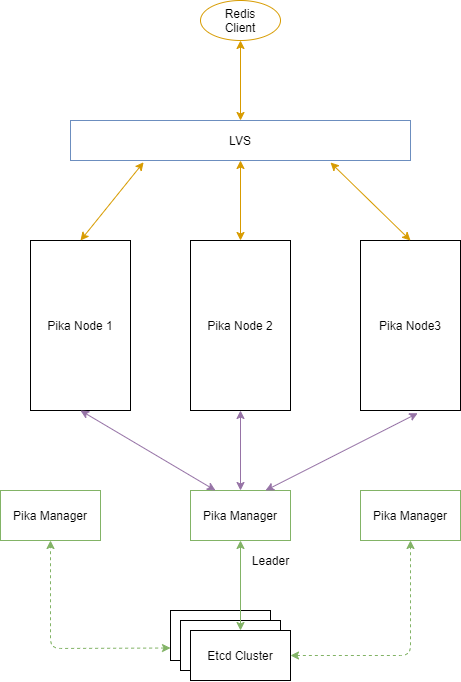 Redis
Client
LVS
Pika Node 1
Pika Node 2
Pika Node3
Pika Manager
Pika Manager
Pika Manager
Leader
Etcd Cluster